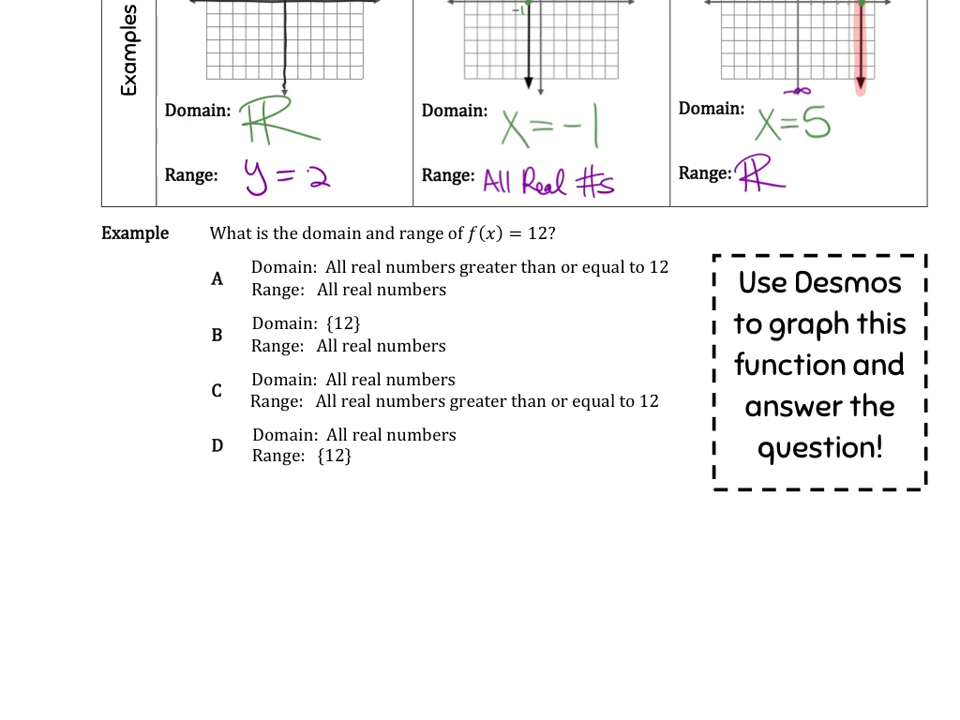 Examples
-1
-∞
Domain: ℝ
Range: y = 2
Domain: x = -1
Range: All Real #s
Domain: x = 5
Range: ℝ
Example What is the domain and range of f(x) = 12?
A Domain: All real numbers greater than or equal to 12
Range: All real numbers
B Domain: {12}
Range: All real numbers
C Domain: All real numbers
Range: All real numbers greater than or equal to 12
D Domain: All real numbers
Range: {12}
Use Desmos
to graph this
function and
answer the
question!